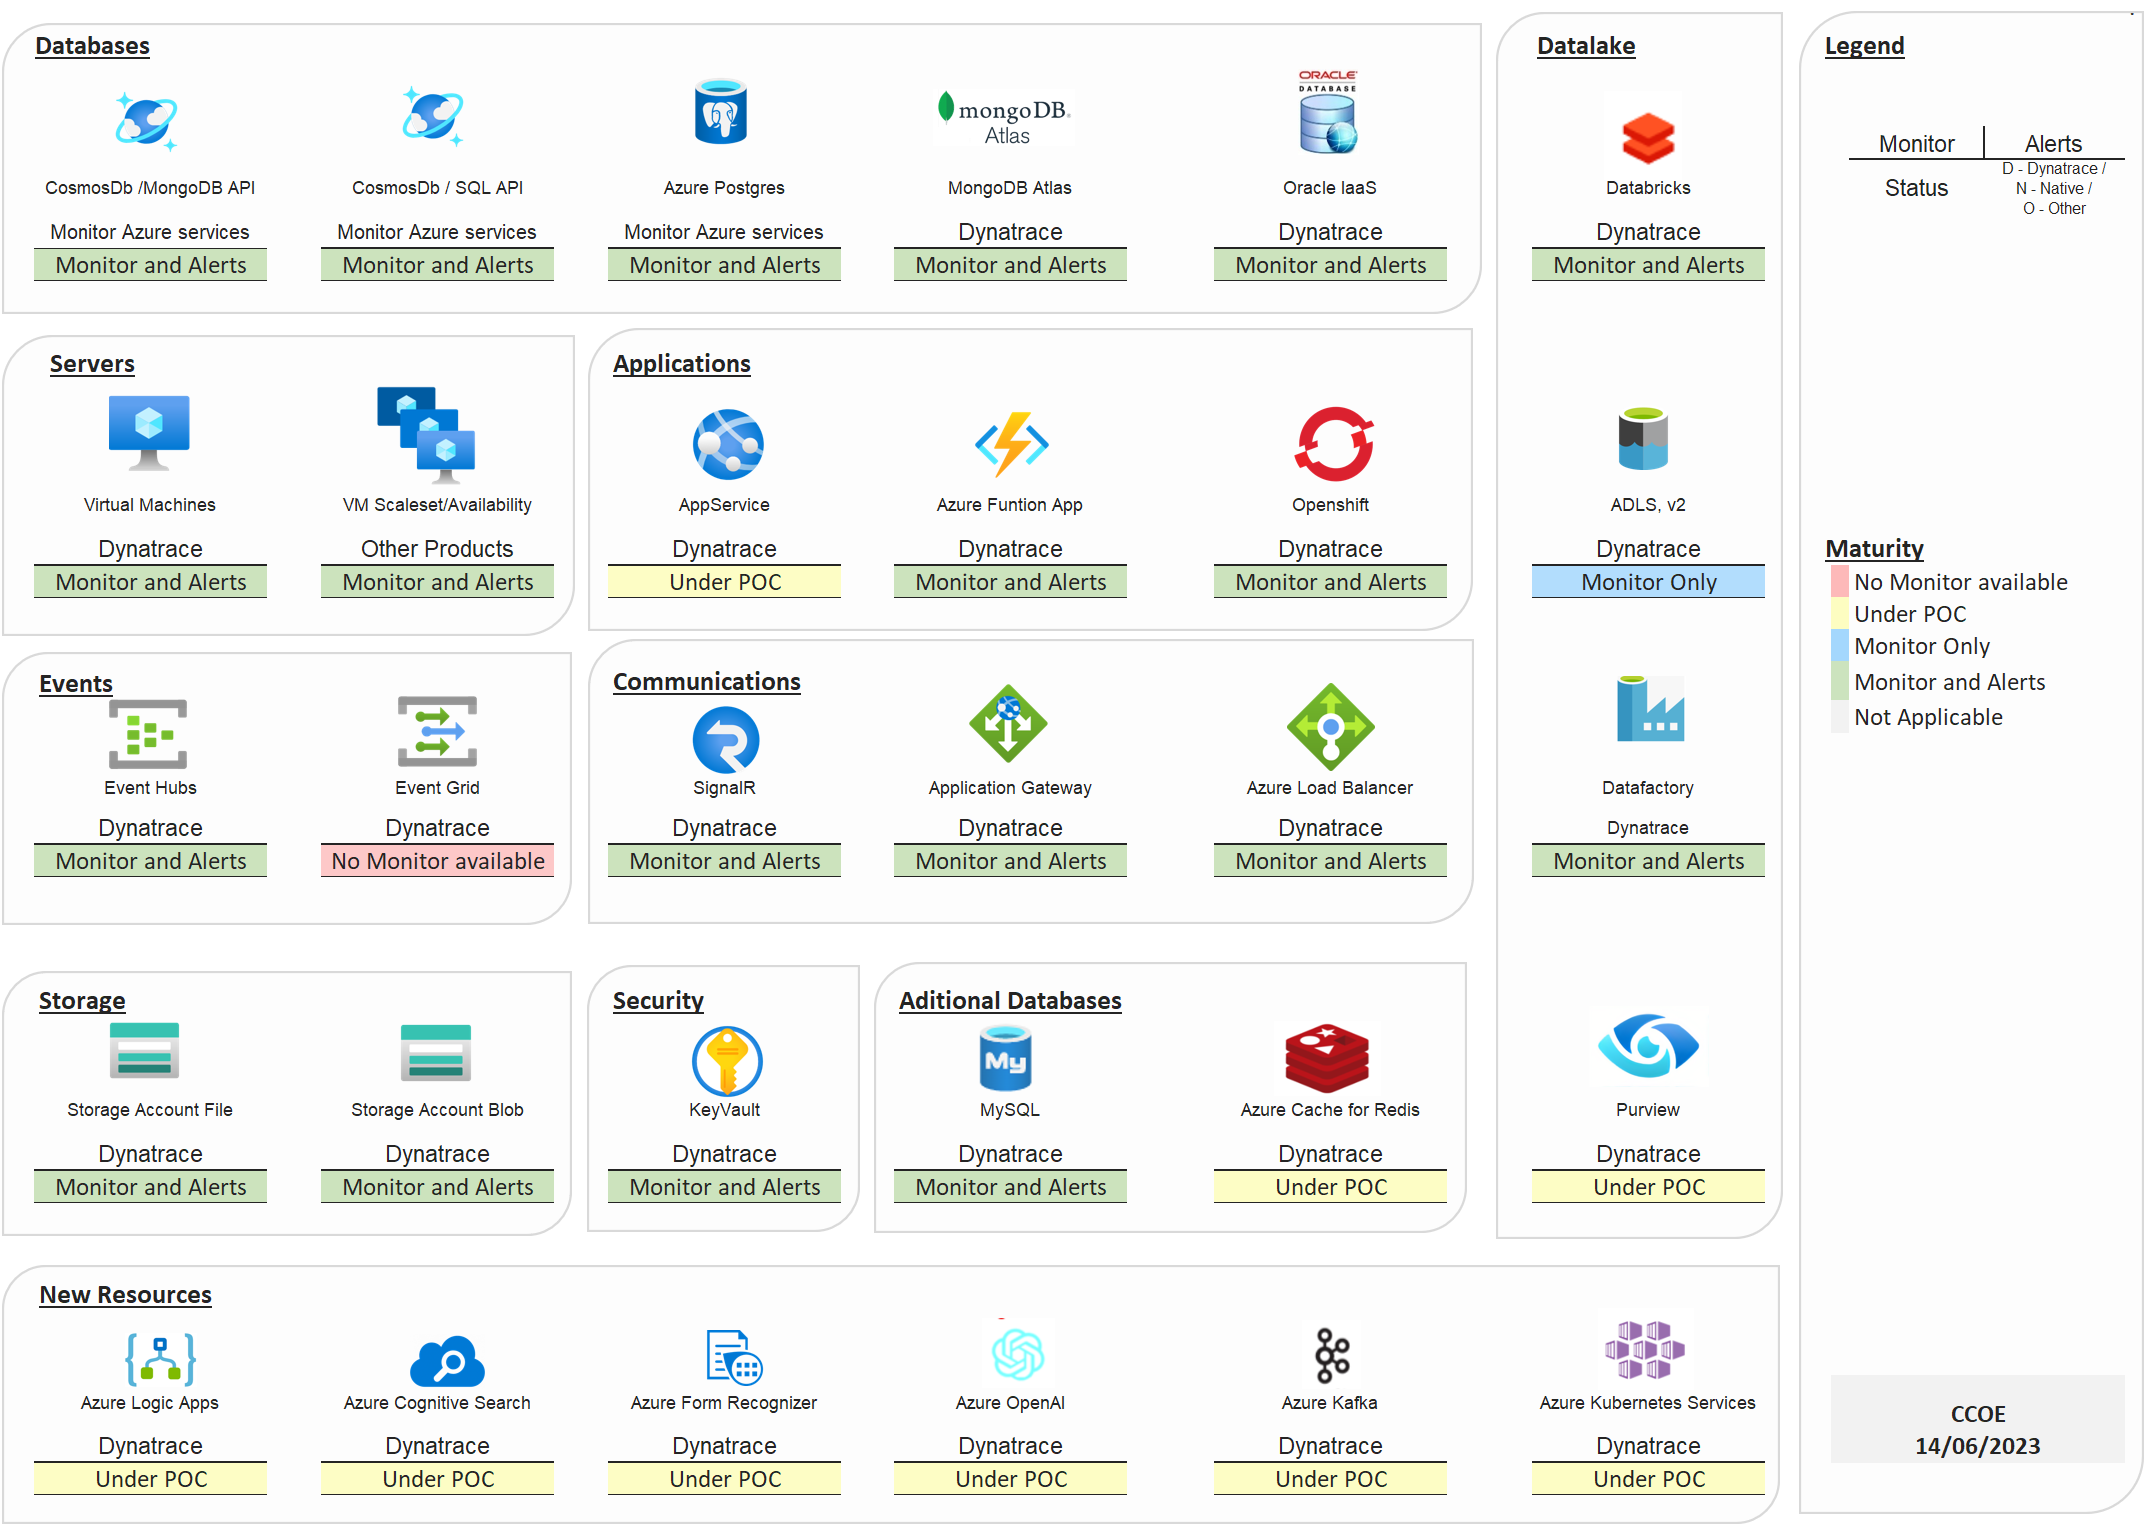 Databases
ORACLE
DATABASE
mongoDB.
Atlas
CosmosDb /MongoDB API
CosmosDb / SQL API
Azure Postgres
MongoDB Atlas
Oracle IaaS
Monitor Azure services
Monitor Azure services
Monitor Azure services
Dynatrace
Dynatrace
Monitor and Alerts
Monitor and Alerts
Monitor and Alerts
Monitor and Alerts
Monitor and Alerts
Servers
Virtual Machines
VM Scaleset/Availability
Dynatrace
Other Products
Monitor and Alerts
Monitor and Alerts
Applications
AppService
Azure Funtion App
Openshift
Dynatrace
Dynatrace
Dynatrace
Under POC
Monitor and Alerts
Monitor and Alerts
Events
Event Hubs
Event Grid
Dynatrace
Dynatrace
Monitor and Alerts
No Monitor available
Communications
SignalR
Application Gateway
Azure Load Balancer
Dynatrace
Dynatrace
Dynatrace
Monitor and Alerts
Monitor and Alerts
Monitor and Alerts
Storage
Storage Account File
Storage Account Blob
Dynatrace
Dynatrace
Monitor and Alerts
Monitor and Alerts
Security
KeyVault
Dynatrace
Monitor and Alerts
Aditional Databases
My
MySQL
Azure Cache for Redis
Dynatrace
Dynatrace
Monitor and Alerts
Under POC
Datalake
Databricks
Dynatrace
Monitor and Alerts
ADLS, v2
Dynatrace
Monitor Only
Datafactory
Dynatrace
Monitor and Alerts
Purview
Dynatrace
Under POC
New Resources
Azure Logic Apps
Azure Cognitive Search
Azure Form Recognizer
Azure OpenAI
Azure Kafka
Azure Kubernetes Services
Dynatrace
Dynatrace
Dynatrace
Dynatrace
Dynatrace
Dynatrace
Under POC
Under POC
Under POC
Under POC
Under POC
Under POC
Legend
Monitor
Alerts
Status
D - Dynatrace /
N - Native /
O - Other
Maturity
No Monitor available
Under POC
Monitor Only
Monitor and Alerts
Not Applicable
CCOE
14/06/2023